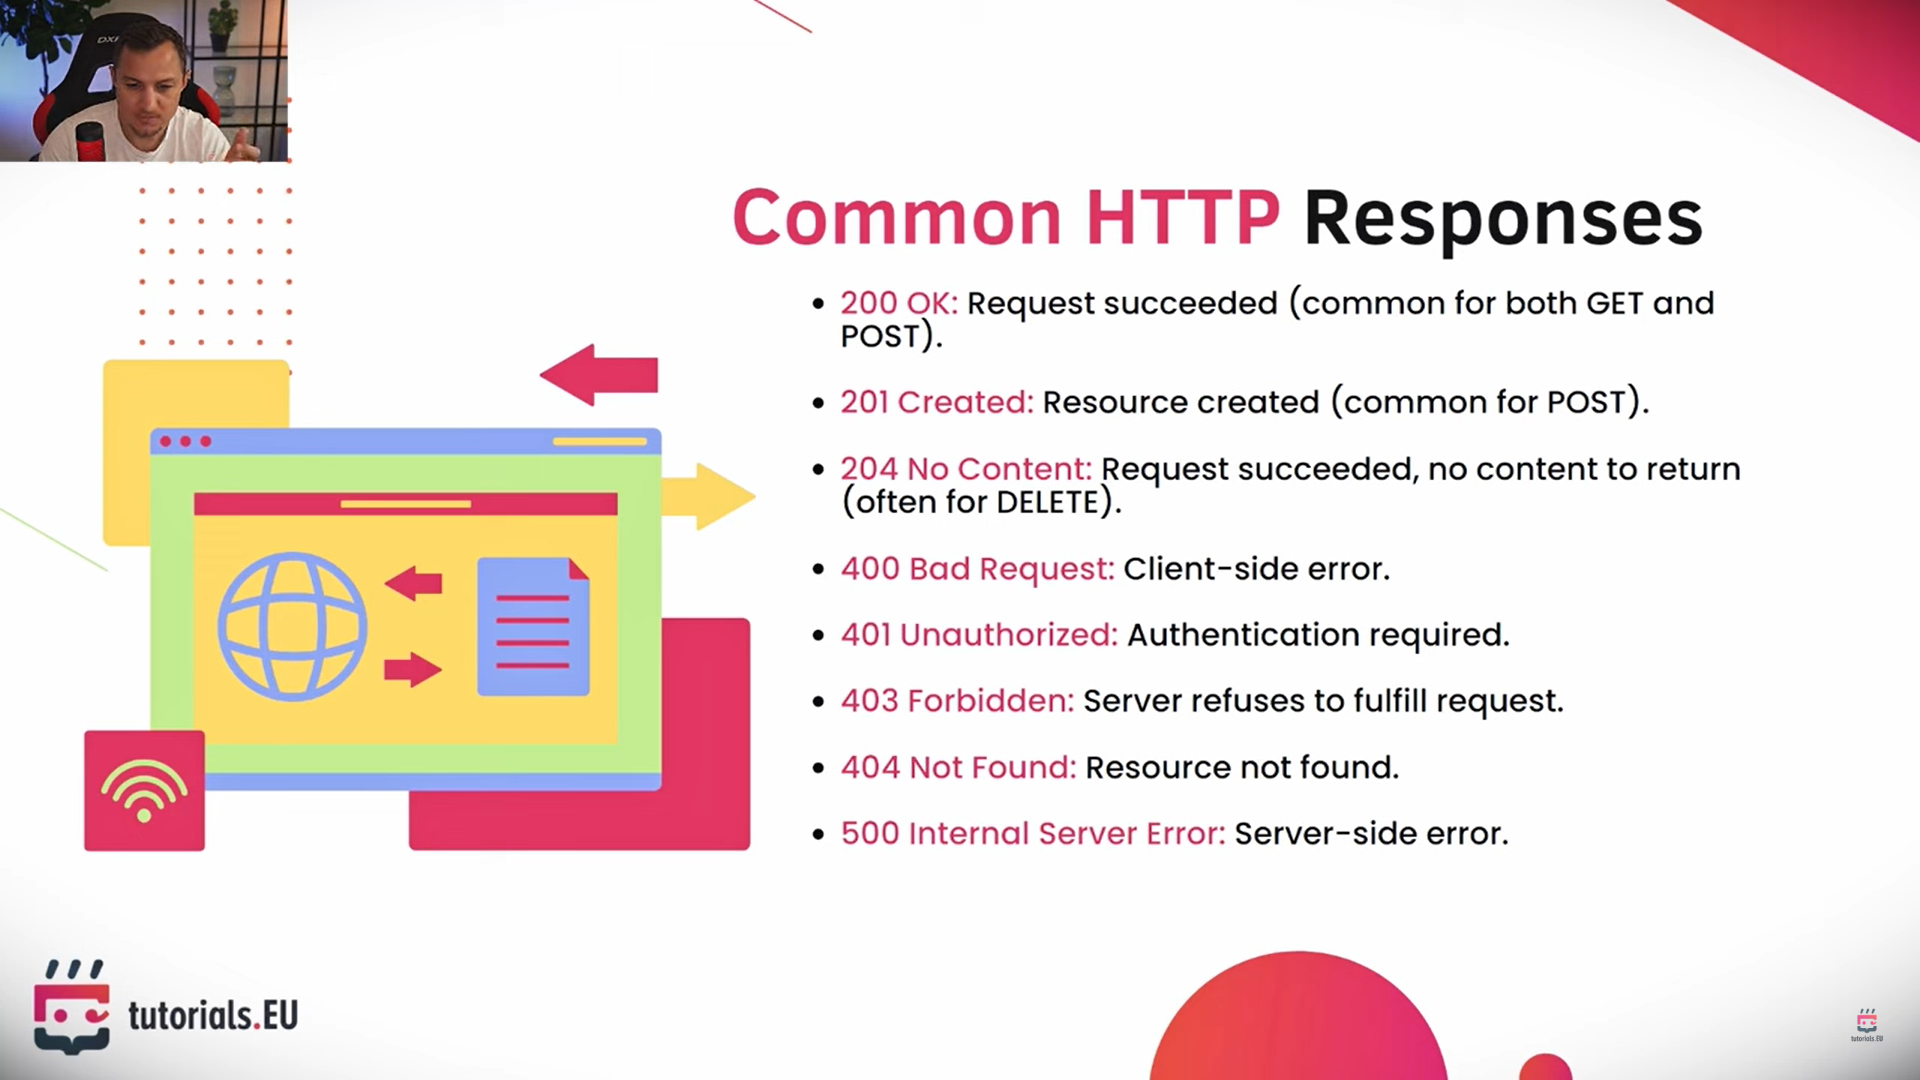 DXR
Common HTTP Responses
• 200 OK: Request succeeded (common for both GET and
POST).
• 201 Created: Resource created (common for POST).
• 204 No Content: Request succeeded, no content to return
(often for DELETE).
• 400 Bad Request: Client-side error.
• 401 Unauthorized: Authentication required.
• 403 Forbidden: Server refuses to fulfill request.
• 404 Not Found: Resource not found.
• 500 Internal Server Error: Server-side error.
tutorials.EU
tutorials.EU